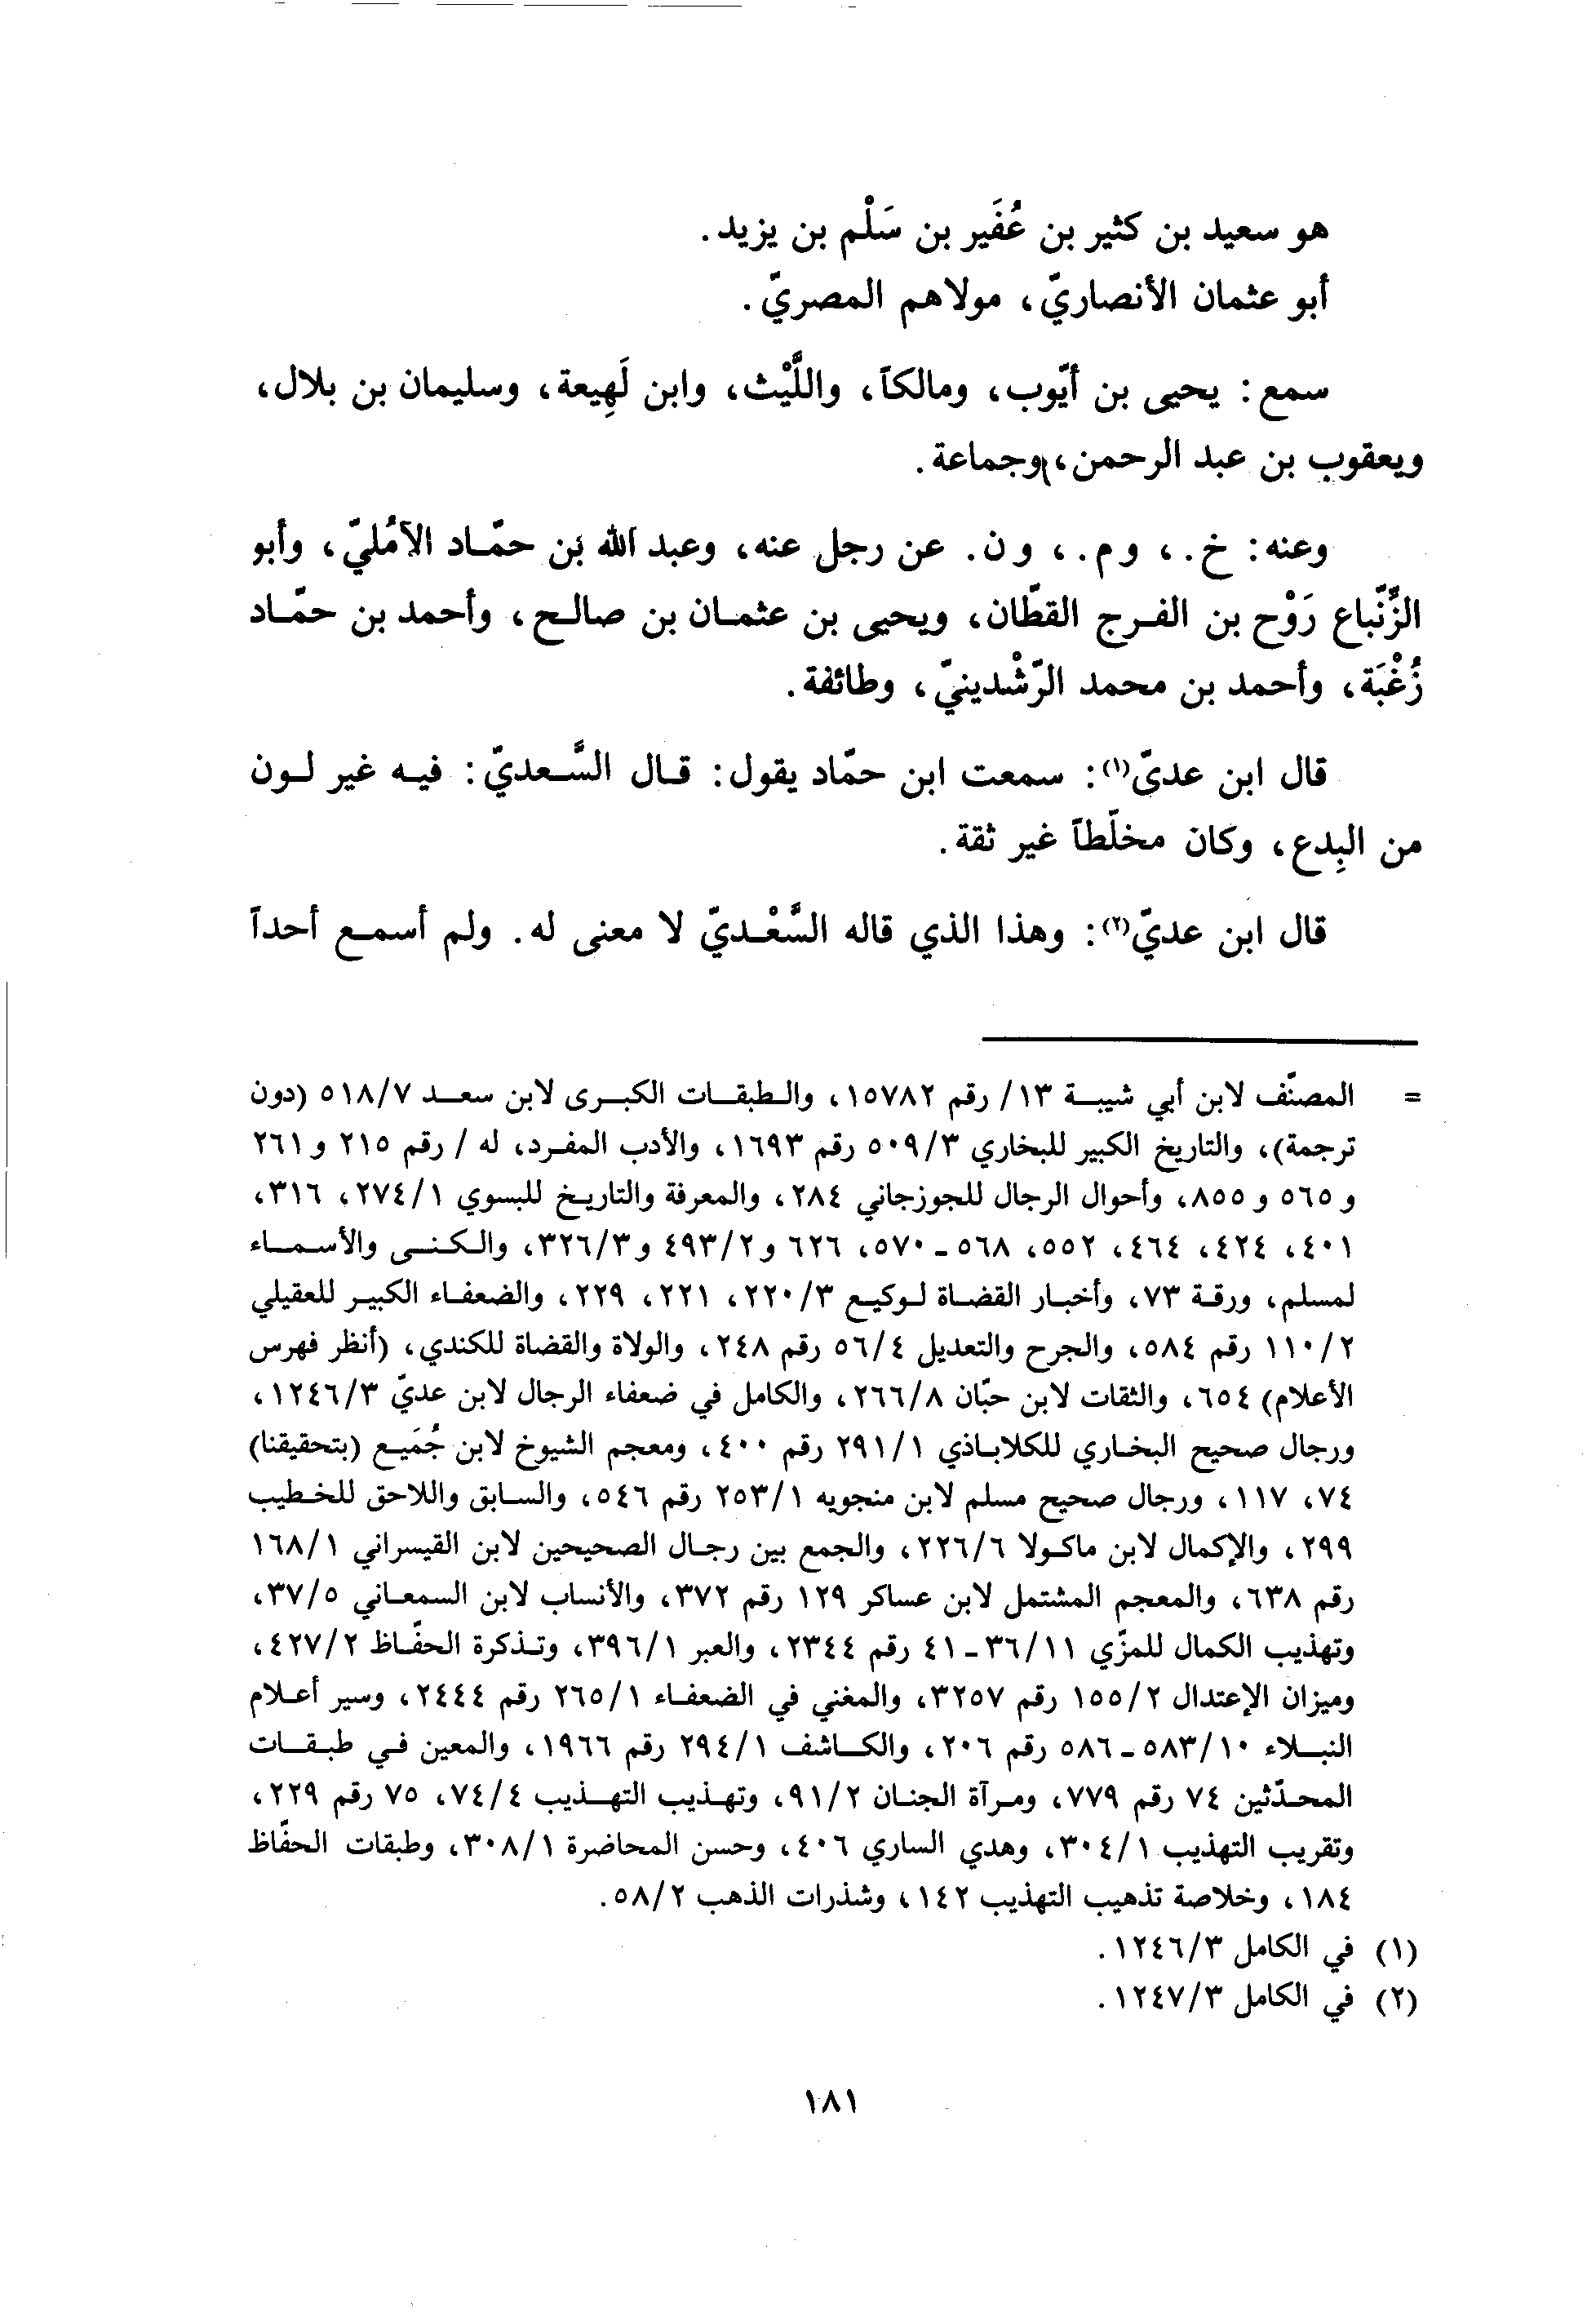 هو سعيد بن كثير بن عُفَير بن سَلْم بن يزيد.
أبو عثمان الأنصاريّ، مولاهم المصريّ.
سمع: يحيى بن أيّوب، ومالكاً، واللَّيْث، وابن لَهِيعة، وسليمان بن بلال،
ويعقوب بن عبد الرحمن، وجماعة.
وعنه: خ.، وم.، ون. عن رجل عنه، وعبد الله بن حمّاد الآمُليّ، وأبو
الزِّنْباع رَوْح بن الفرج القطّان، ويحيى بن عثمان بن صالح، وأحمد بن حمّاد
زُغْبَة، وأحمد بن محمد الرّشْدينيّ، وطائفة.
قال ابن عديّ(١): سمعت ابن حمّاد يقول: قال السَّعديّ: فيه غير لون
من البِدع، وكان مخلّطاً غير ثقة.
قال ابن عديّ(٢): وهذا الذي قاله السَّعْديّ لا معنى له. ولم أسمع أحداً
= المصنّف لابن أبي شيبة ١٣/ رقم ١٥٧٨٢، والطبقات الكبرى لابن سعد ٥١٨/٧ (دون
ترجمة)، والتاريخ الكبير للبخاري ٥٠٩/٣ رقم ١٦٩٣، والأدب المفرد، له / رقم ٢١٥ و ٢٦١
و ٥٦٥ و ٨٥٥، وأحوال الرجال للجوزجاني ٢٨٤، والمعرفة والتاريخ للبسوي ٢٧٤/١، ٣١٦،
٤٠١، ٤٢٤، ٤٦٤، ٥٥٢، ٥٦٨ - ٥٧٠، ٦٢٦ و ٤٩٣/٢ و ٣٢٦/٣، والكنى والأسماء
لمسلم، ورقة ٧٣، وأخبار القضاة لوكيع ٢٢٠/٣، ٢٢١، ٢٢٩، والضعفاء الكبير للعقيلي
١١٠/٢ رقم ٥٨٤، والجرح والتعديل ٥٦/٤ رقم ٢٤٨، والولاة والقضاة للكندي، (أنظر فهرس
الأعلام) ٦٥٤، والثقات لابن حبّان ٢٦٦/٨، والكامل في ضعفاء الرجال لابن عديّ ١٢٤٦/٣،
ورجال صحيح البخاري للكلاباذي ٢٩١/١ رقم ٤٠٠، ومعجم الشيوخ لابن جُمَيع (بتحقيقنا)
٧٤، ١١٧، ورجال صحيح مسلم لابن منجويه ٢٥٣/١ رقم ٥٤٦، والسابق واللاحق للخطيب
٢٩٩، والإكمال لابن ماكولا ٢٢٦/٦، والجمع بين رجال الصحيحين لابن القيسراني ١٦٨/١
رقم ٦٣٨، والمعجم المشتمل لابن عساكر ١٢٩ رقم ٣٧٢، والأنساب لابن السمعاني ٣٧/٥،
وتهذيب الكمال للمزّي ٣٦/١١ - ٤١ رقم ٢٣٤٤، والعبر ٣٩٦/١، وتذكرة الحفّاظ ٤٢٧/٢،
وميزان الإعتدال ١٥٥/٢ رقم ٣٢٥٧، والمغني في الضعفاء ٢٦٥/١ رقم ٢٤٤٤، وسير أعلام
النبلاء ٥٨٣/١٠ - ٥٨٦ رقم ٢٠٦، والكاشف ٢٩٤/١ رقم ١٩٦٦، والمعين في طبقات
المحدّثين ٧٤ رقم ٧٧٩، ومرآة الجنان ٩١/٢، وتهذيب التهذيب ٧٤/٤، ٧٥ رقم ٢٢٩،
وتقريب التهذيب ٣٠٤/١، وهدي الساري ٤٠٦، وحسن المحاضرة ٣٠٨/١، وطبقات الحفّاظ
١٨٤، وخلاصة تذهيب التهذيب ١٤٢، وشذرات الذهب ٥٨/٢.
(١) في الكامل ١٢٤٦/٣.
(٢) في الكامل ١٢٤٧/٣.
١٨١